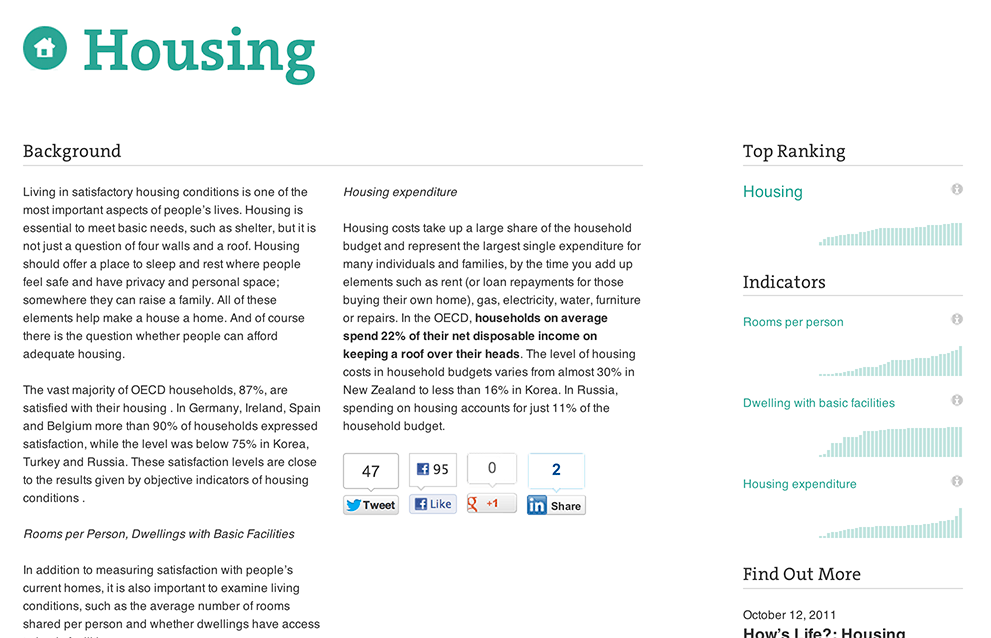 Housing
Background
Living in satisfactory housing conditions is one of the
most important aspects of people’s lives. Housing is
essential to meet basic needs, such as shelter, but it is
not just a question of four walls and a roof. Housing
should offer a place to sleep and rest where people
feel safe and have privacy and personal space;
somewhere they can raise a family. All of these
elements help make a house a home. And of course
there is the question whether people can afford
adequate housing.
The vast majority of OECD households, 87%, are
satisfied with their housing . In Germany, Ireland, Spain
and Belgium more than 90% of households expressed
satisfaction, while the level was below 75% in Korea,
Turkey and Russia. These satisfaction levels are close
to the results given by objective indicators of housing
conditions .
Rooms per Person, Dwellings with Basic Facilities
In addition to measuring satisfaction with people’s
current homes, it is also important to examine living
conditions, such as the average number of rooms
shared per person and whether dwellings have access
Housing expenditure
Housing costs take up a large share of the household
budget and represent the largest single expenditure for
many individuals and families, by the time you add up
elements such as rent (or loan repayments for those
buying their own home), gas, electricity, water, furniture
or repairs. In the OECD, households on average
spend 22% of their net disposable income on
keeping a roof over their heads. The level of housing
costs in household budgets varies from almost 30% in
New Zealand to less than 16% in Korea. In Russia,
spending on housing accounts for just 11% of the
household budget.
47
Tweet
95
Like
0
+1
2
Share
Top Ranking
Housing
Indicators
Rooms per person
Dwelling with basic facilities
Housing expenditure
Find Out More
October 12, 2011
How’s Life?: Housing